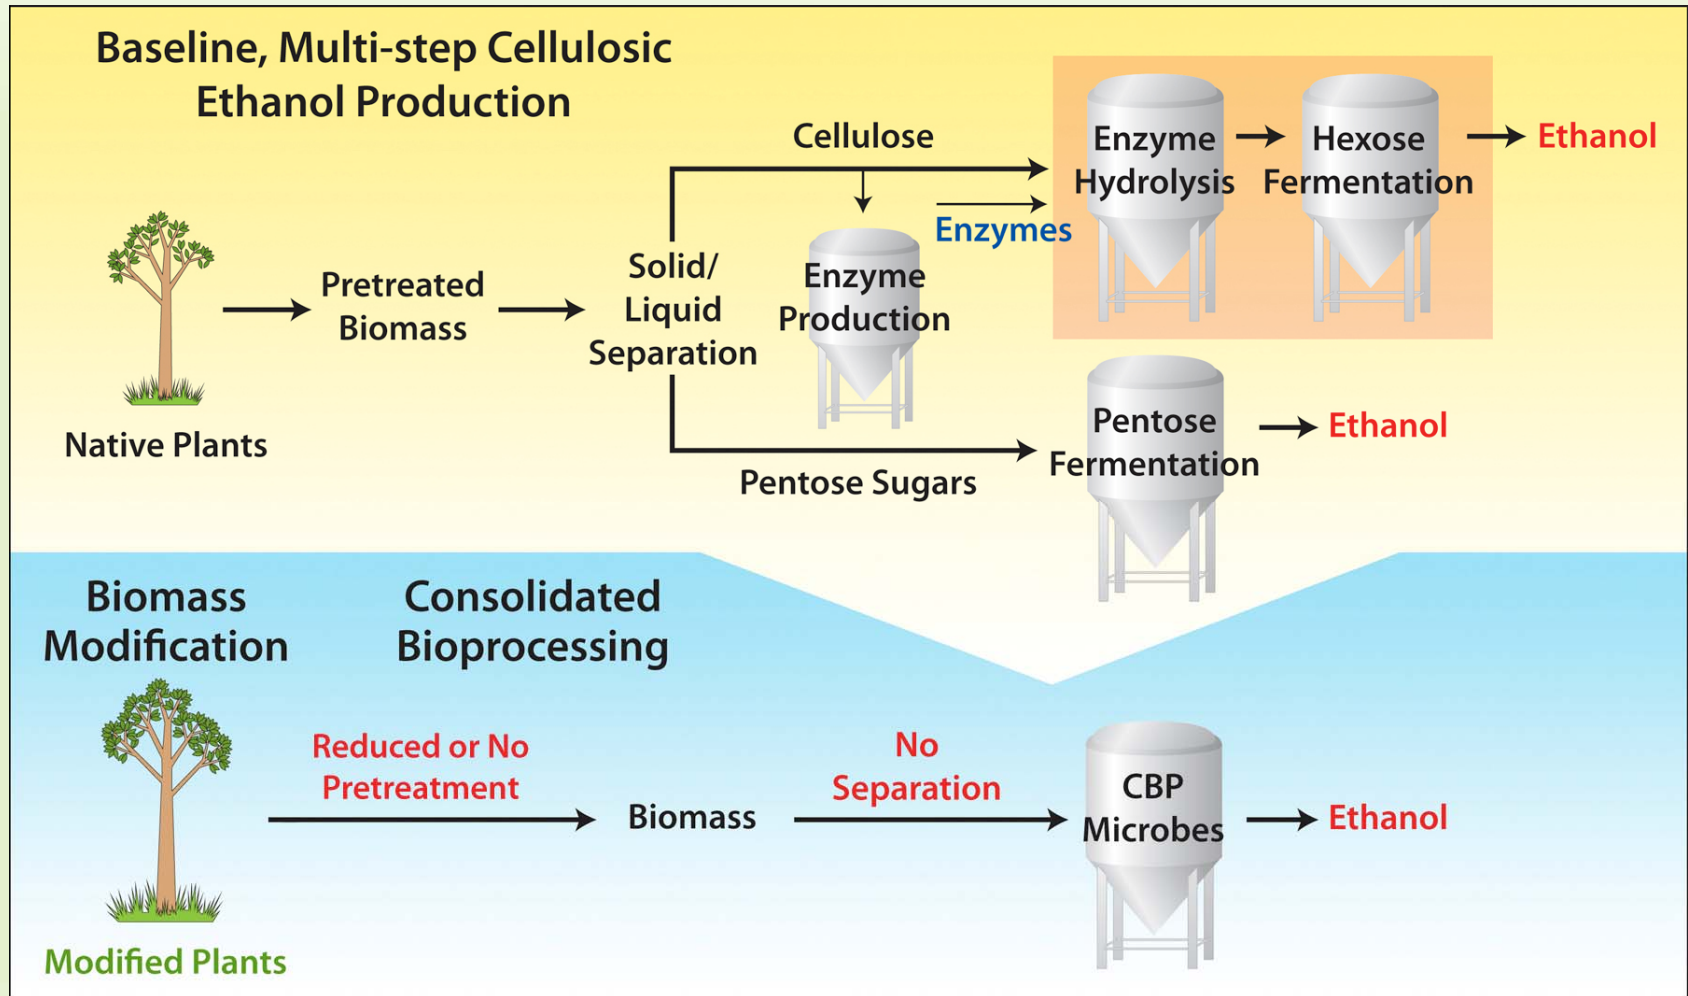 Baseline, Multi-step Cellulosic
Ethanol Production
Cellulose
Enzyme
Hydrolysis
Hexose
Fermentation
Ethanol
Enzymes
Pretreated
Biomass
Solid/
Liquid
Separation
Enzyme
Production
Native Plants
Pentose Sugars
Pentose
Fermentation
Ethanol
Biomass
Modification
Consolidated
Bioprocessing
Reduced or No
Pretreatment
Biomass
No
Separation
CBP
Microbes
Ethanol
Modified Plants